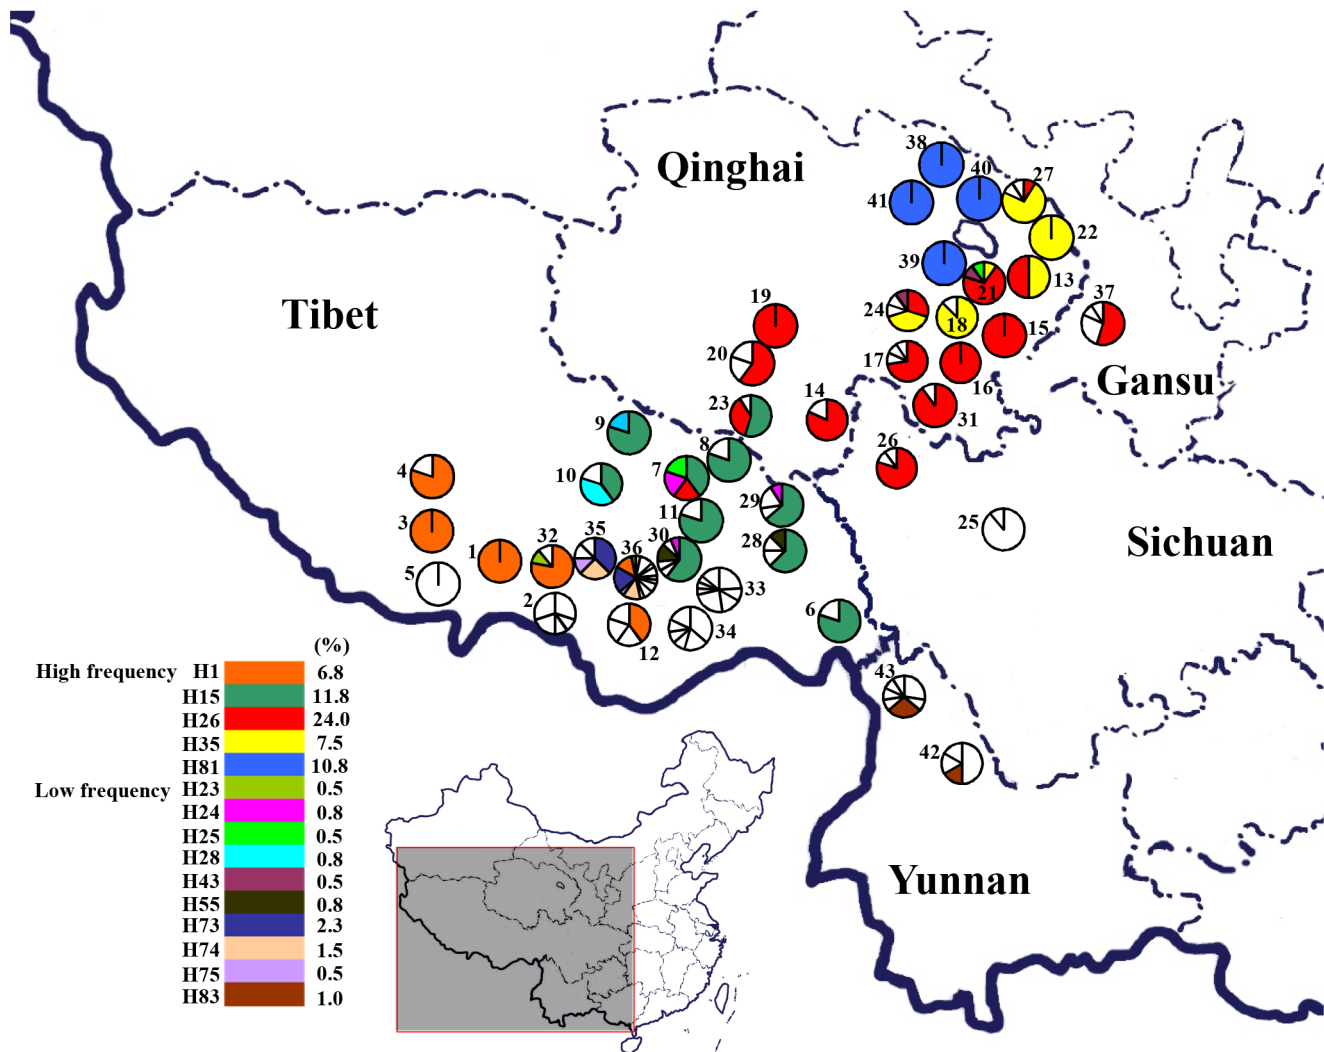 Qinghai
Tibet
Gansu
Sichuan
Yunnan
38
40
27
41
22
39
13
21
24
18
15
37
19
20
17
16
14
31
23
26
9
8
4
7
10
29
25
11
3
35
30
28
1
32
36
5
33
2
6
12
34
43
42
(%)
High frequency H1 6.8
H15 11.8
H26 24.0
H35 7.5
H81 10.8
Low frequency H23 0.5
H24 0.8
H25 0.5
H28 0.8
H43 0.5
H55 0.8
H73 2.3
H74 1.5
H75 0.5
H83 1.0